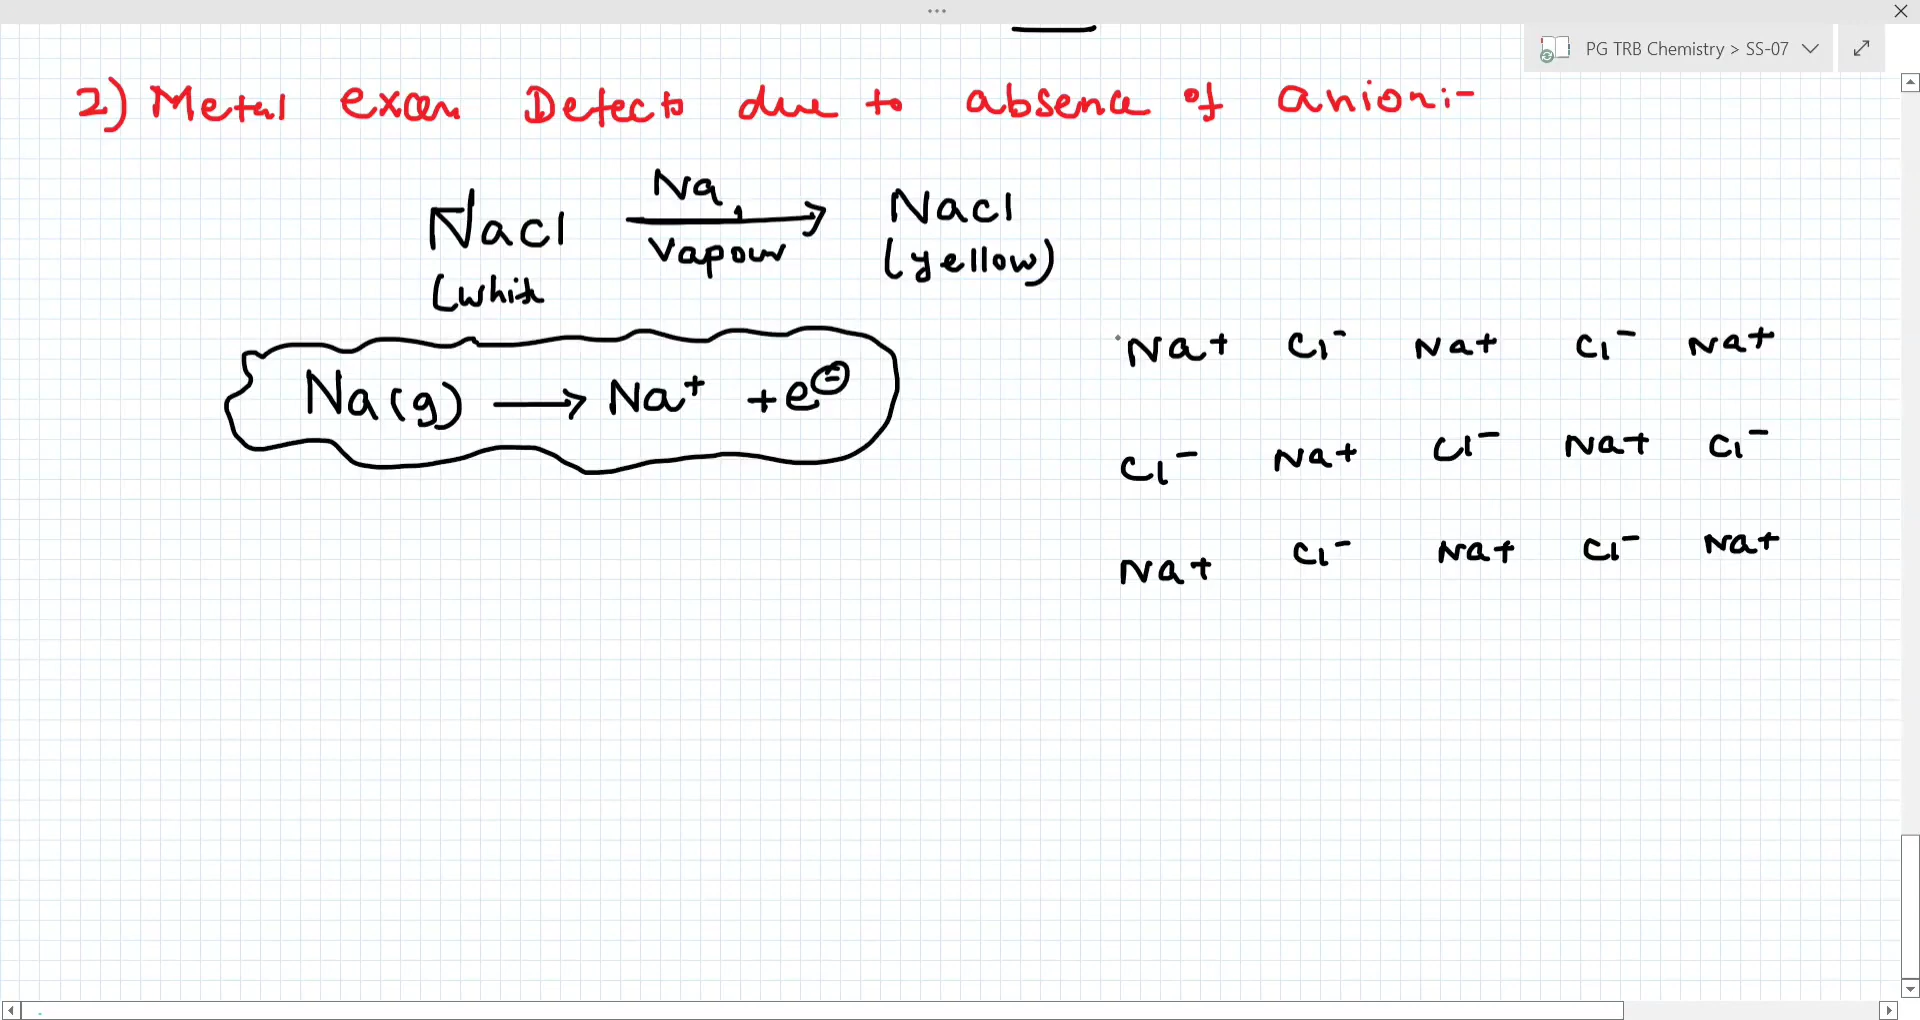 PG TRB Chemistry > SS-07
2) Metal excess Defects due to absence of anion:-
NaCl Na, Vapour → NaCl
(white (yellow)
Na(g) → Na+ + e⊖
Na+ Cl- Na+ Cl- Na+
Cl- Na+ Cl- Na+ Cl-
Na+ Cl- Na+ Cl- Na+